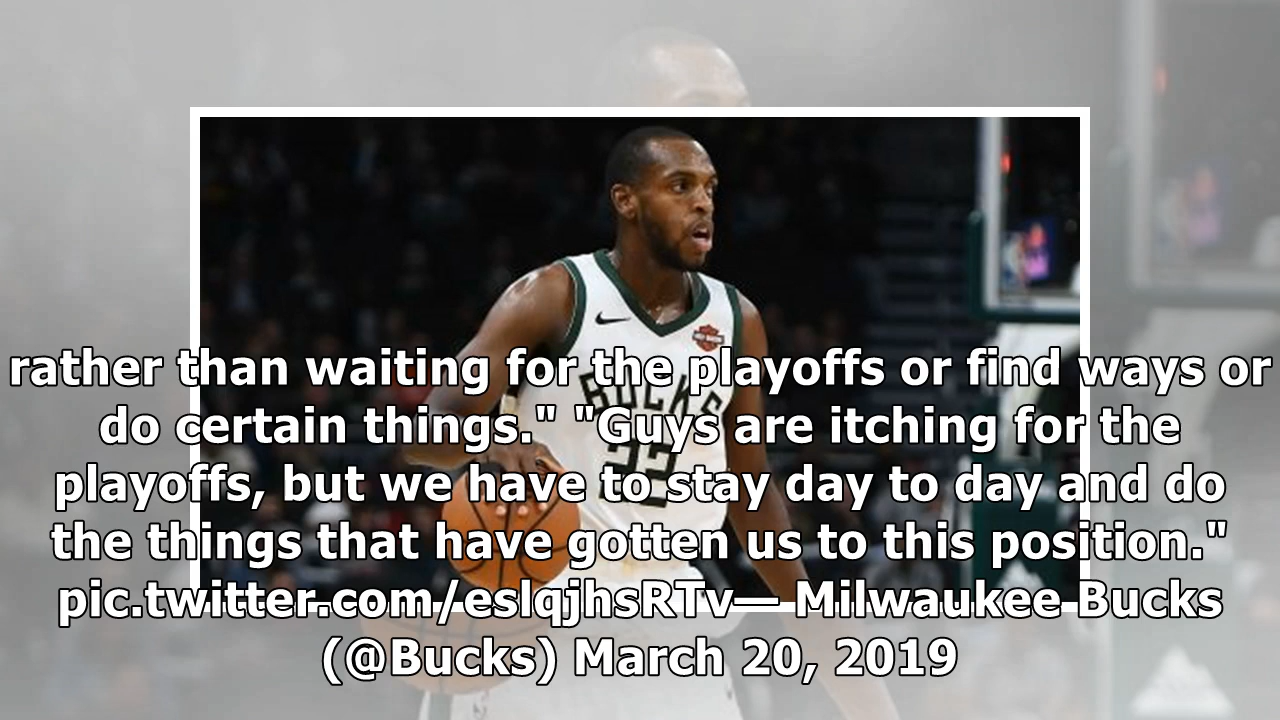 rather than waiting for the playoffs or find ways or
do certain things." "Guys are itching for the
playoffs, but we have to stay day to day and do
the things that have gotten us to this position."
pic.twitter.com/eslqjhsRTv— Milwaukee Bucks
(@Bucks) March 20, 2019
BUCKS
22